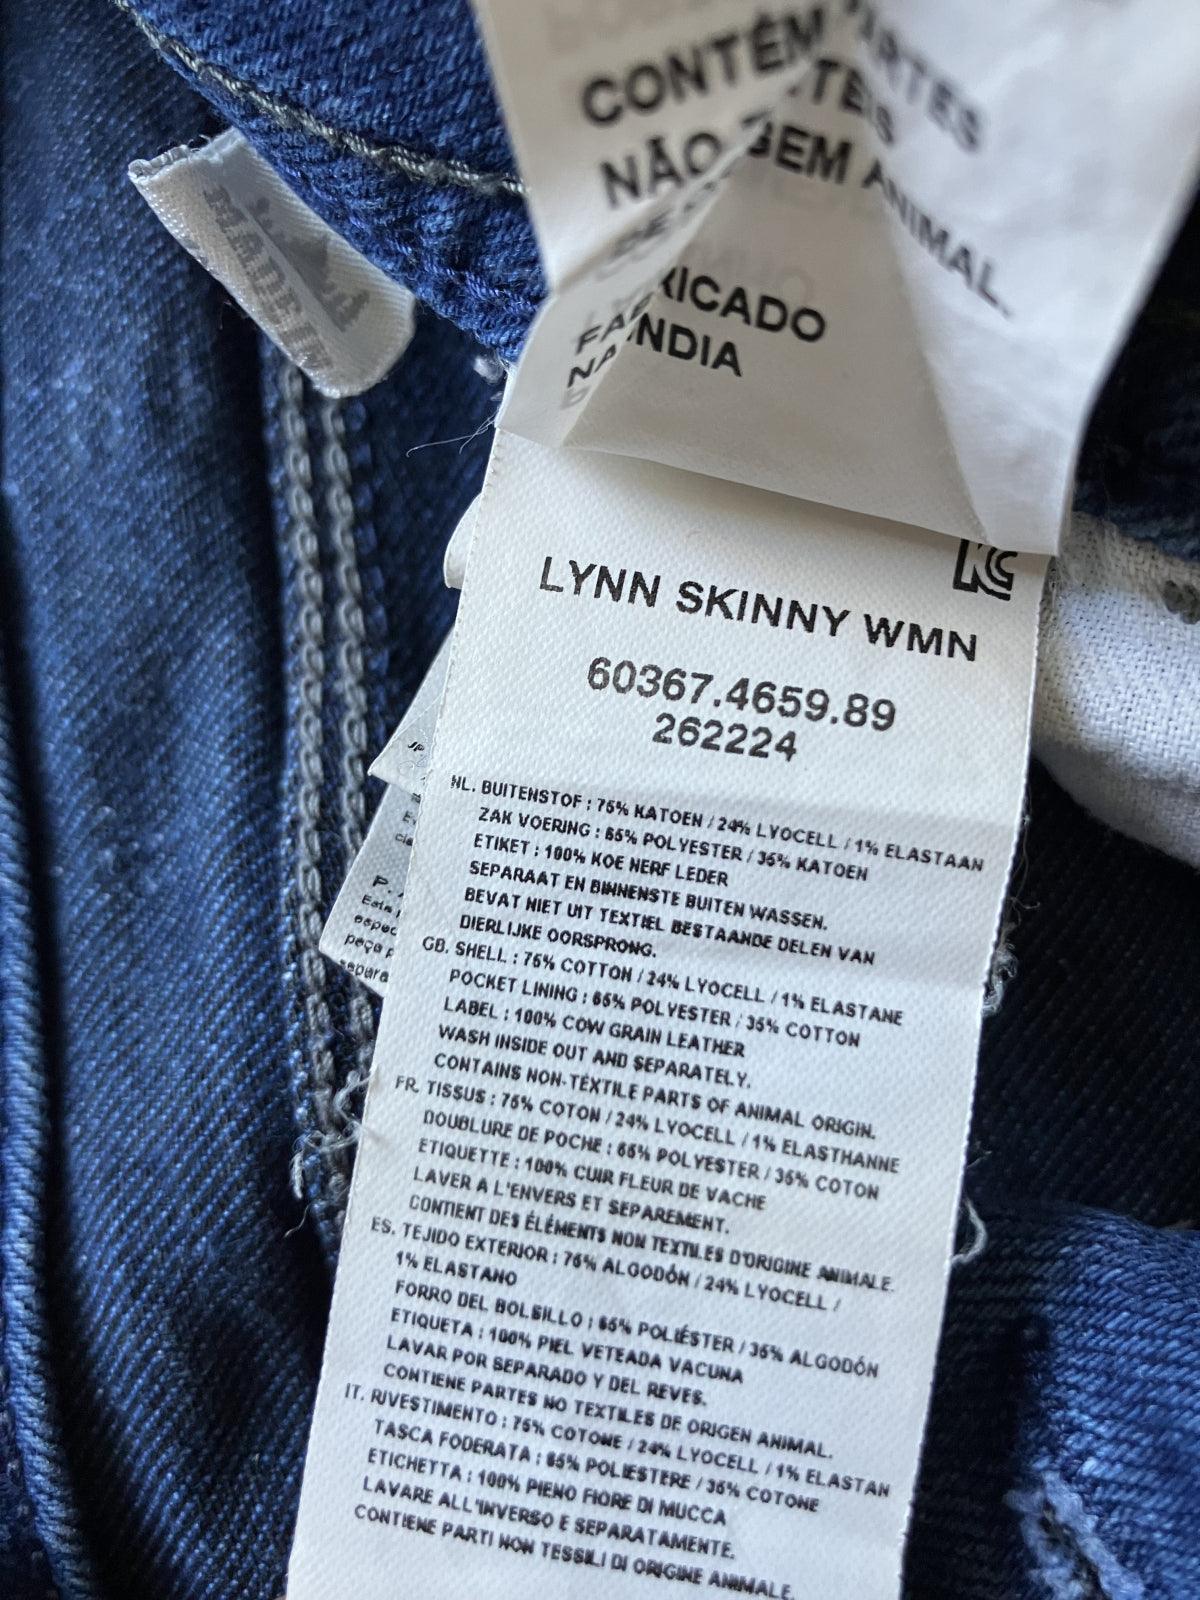 CONTÉM PARTES
TÊXTEIS
NÃO
GEM ANIMAL.
DE
FABRICADO
NA ÍNDIA
MADE IN
KC
LYNN SKINNY WMN
60367.4659.89
262224
NL. BUITENSTOF : 75% KATOEN / 24% LYOCELL / 1% ELASTAAN
ZAK VOERING : 65% POLYESTER / 35% KATOEN
ETIKET : 100% KOE NERF LEDER
SEPARAAT EN BINNENSTE BUITEN WASSEN.
BEVAT NIET UIT TEXTIEL BESTAANDE DELEN VAN
DIERLIJKE OORSPRONG.
GB. SHELL : 75% COTTON / 24% LYOCELL / 1% ELASTANE
POCKET LINING : 65% POLYESTER / 35% COTTON
LABEL : 100% COW GRAIN LEATHER
WASH INSIDE OUT AND SEPARATELY.
CONTAINS NON-TEXTILE PARTS OF ANIMAL ORIGIN.
FR. TISSUS : 75% COTON / 24% LYOCELL / 1% ELASTHANNE
DOUBLURE DE POCHE : 65% POLYESTER / 35% COTON
ETIQUETTE : 100% CUIR FLEUR DE VACHE
LAVER A L'ENVERS ET SEPAREMENT.
CONTIENT DES ÉLÉMENTS NON TEXTILES D'ORIGINE ANIMALE.
ES. TEJIDO EXTERIOR : 75% ALGODÓN / 24% LYOCELL /
1% ELASTANO
FORRO DEL BOLSILLO : 65% POLIÉSTER / 35% ALGODÓN
ETIQUETA : 100% PIEL VETEADA VACUNA
LAVAR POR SEPARADO Y DEL REVES.
CONTIENE PARTES NO TEXTILES DE ORIGEN ANIMAL.
IT. RIVESTIMENTO : 75% COTONE / 24% LYOCELL / 1% ELASTAN
TASCA FODERATA : 65% POLIESTERE / 35% COTONE
ETICHETTA : 100% PIENO FIORE DI MUCCA
LAVARE ALL'INVERSO E SEPARATAMENTE.
CONTIENE PARTI NON TESSILI DI ORIGINE ANIMALE.